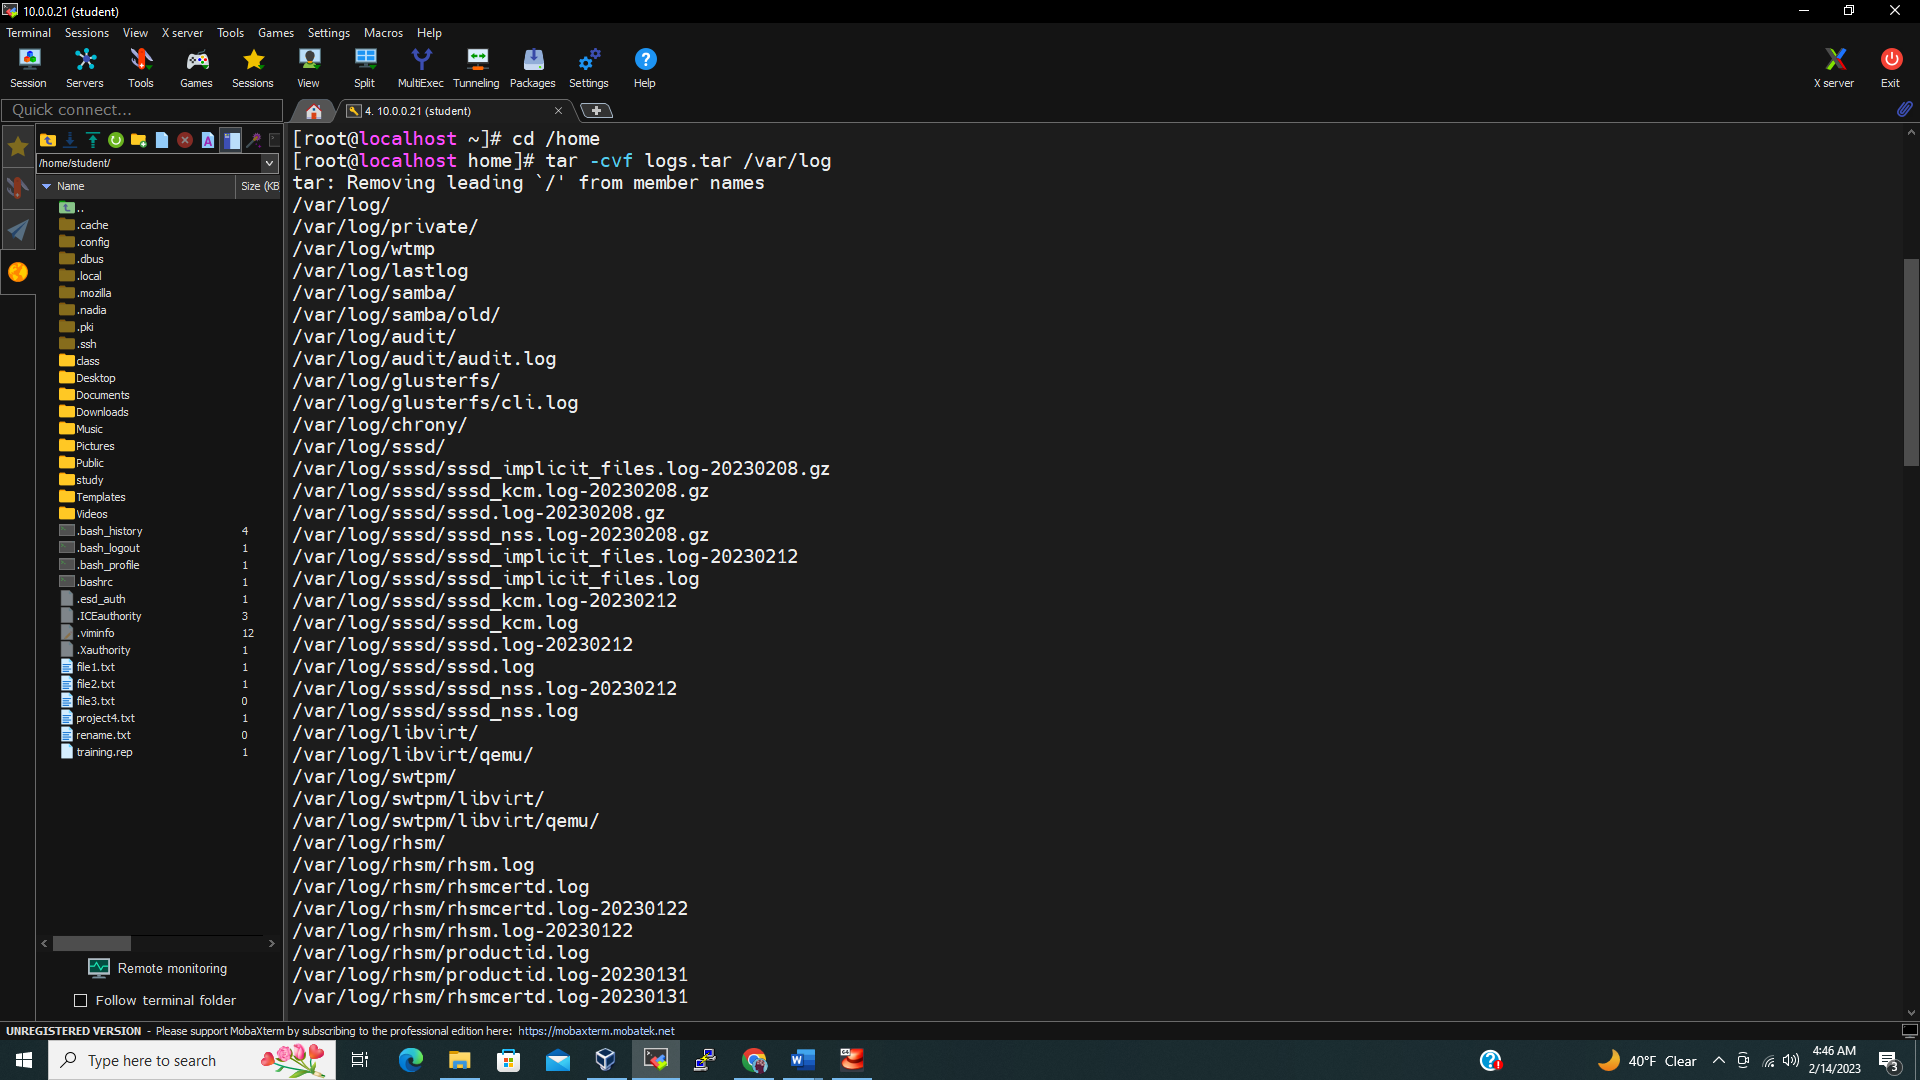 10.0.0.21 (student)
Terminal Sessions View X server Tools Games Settings Macros Help
Session Servers Tools Games Sessions View Split MultiExec Tunneling Packages Settings Help X server Exit
Quick connect...
4. 10.0.0.21 (student)
/home/student/
Name Size (KB
..
.cache
.config
.dbus
.local
.mozilla
.nadia
.pki
.ssh
class
Desktop
Documents
Downloads
Music
Pictures
Public
study
Templates
Videos
.bash_history 4
.bash_logout 1
.bash_profile 1
.bashrc 1
.esd_auth 1
.ICEauthority 3
.viminfo 12
.Xauthority 1
file1.txt 1
file2.txt 1
file3.txt 0
project4.txt 1
rename.txt 0
training.rep 1
Remote monitoring
Follow terminal folder
[root@localhost ~]# cd /home
[root@localhost home]# tar -cvf logs.tar /var/log
tar: Removing leading `/' from member names
/var/log/
/var/log/private/
/var/log/wtmp
/var/log/lastlog
/var/log/samba/
/var/log/samba/old/
/var/log/audit/
/var/log/audit/audit.log
/var/log/glusterfs/
/var/log/glusterfs/cli.log
/var/log/chrony/
/var/log/sssd/
/var/log/sssd/sssd_implicit_files.log-20230208.gz
/var/log/sssd/sssd_kcm.log-20230208.gz
/var/log/sssd/sssd.log-20230208.gz
/var/log/sssd/sssd_nss.log-20230208.gz
/var/log/sssd/sssd_implicit_files.log-20230212
/var/log/sssd/sssd_implicit_files.log
/var/log/sssd/sssd_kcm.log-20230212
/var/log/sssd/sssd_kcm.log
/var/log/sssd/sssd.log-20230212
/var/log/sssd/sssd.log
/var/log/sssd/sssd_nss.log-20230212
/var/log/sssd/sssd_nss.log
/var/log/libvirt/
/var/log/libvirt/qemu/
/var/log/swtpm/
/var/log/swtpm/libvirt/
/var/log/swtpm/libvirt/qemu/
/var/log/rhsm/
/var/log/rhsm/rhsm.log
/var/log/rhsm/rhsmcertd.log
/var/log/rhsm/rhsmcertd.log-20230122
/var/log/rhsm/rhsm.log-20230122
/var/log/rhsm/productid.log
/var/log/rhsm/productid.log-20230131
/var/log/rhsm/rhsmcertd.log-20230131
UNREGISTERED VERSION - Please support MobaXterm by subscribing to the professional edition here: https://mobaxterm.mobatek.net
Type here to search
40°F Clear
4:46 AM
2/14/2023
3